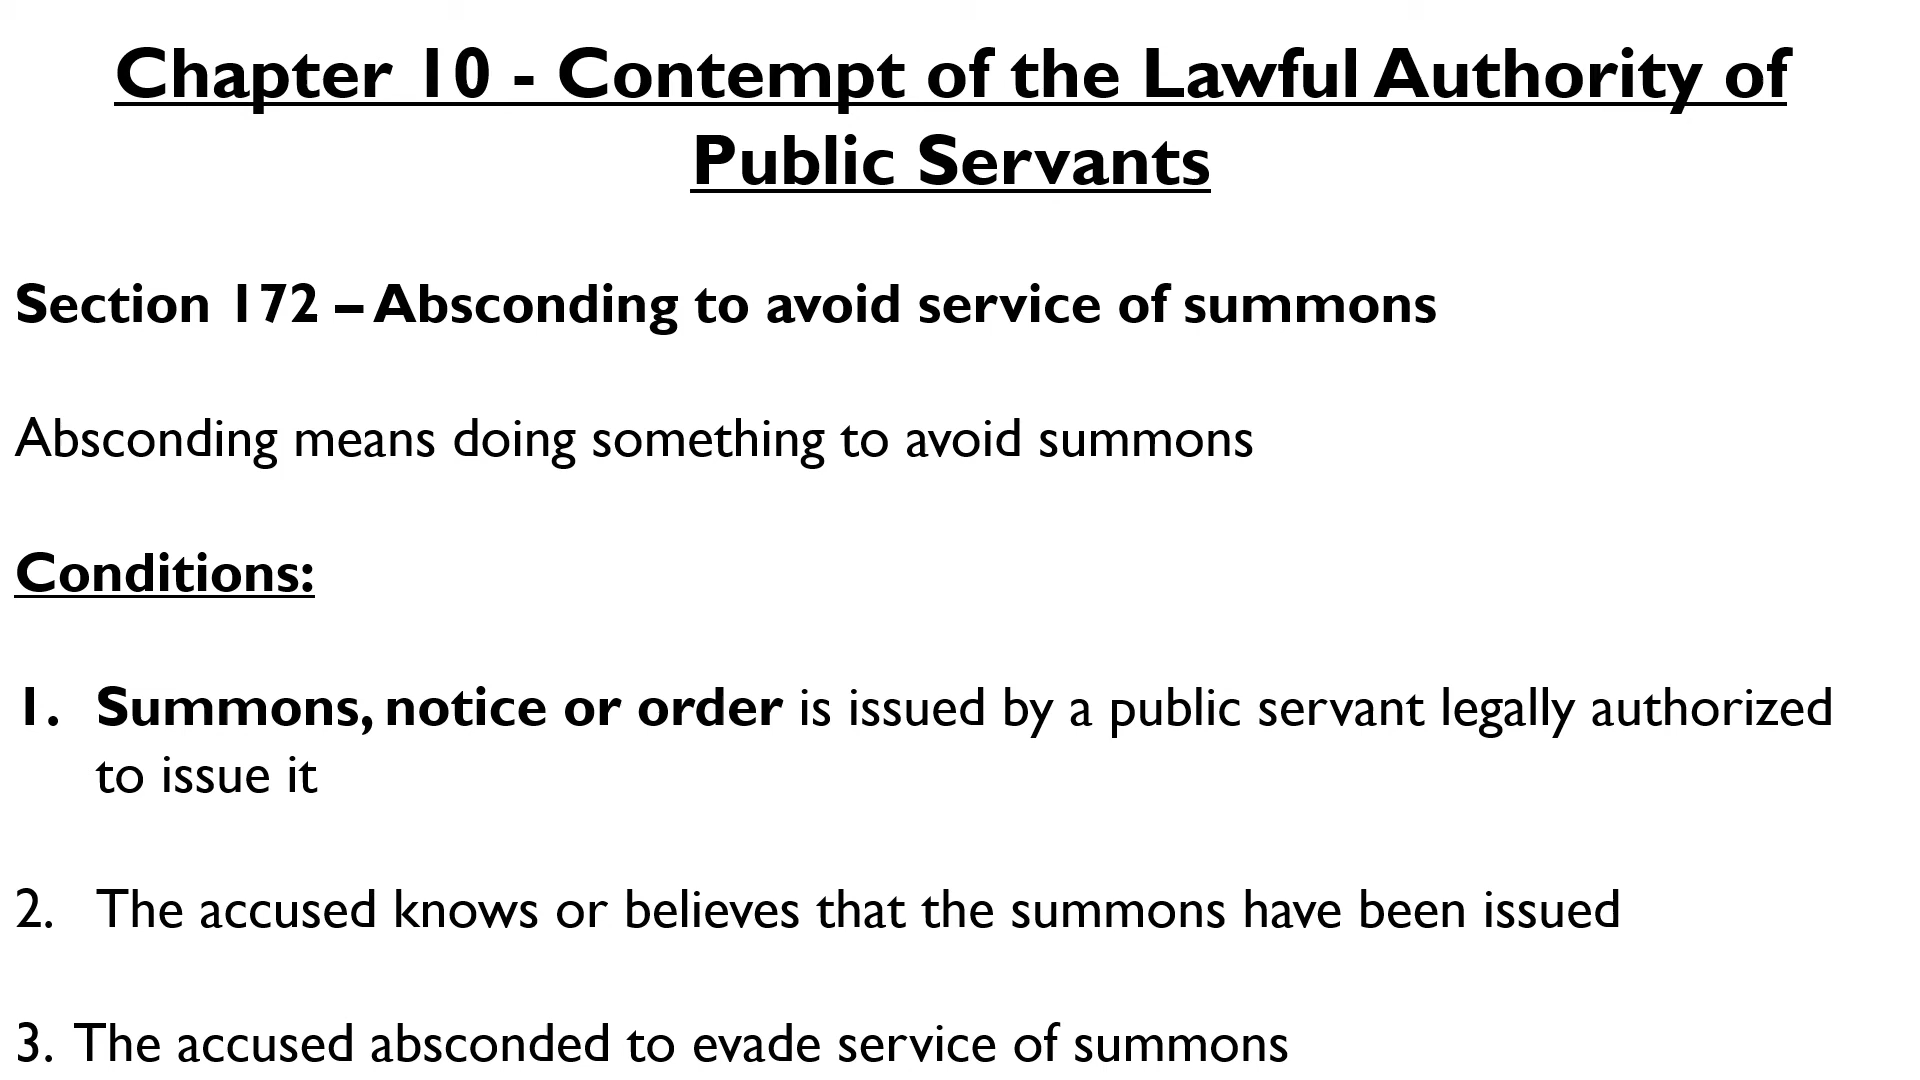 Chapter 10 - Contempt of the Lawful Authority of
Public Servants
Section 172 – Absconding to avoid service of summons
Absconding means doing something to avoid summons
Conditions:
1. Summons, notice or order is issued by a public servant legally authorized
to issue it
2. The accused knows or believes that the summons have been issued
3. The accused absconded to evade service of summons